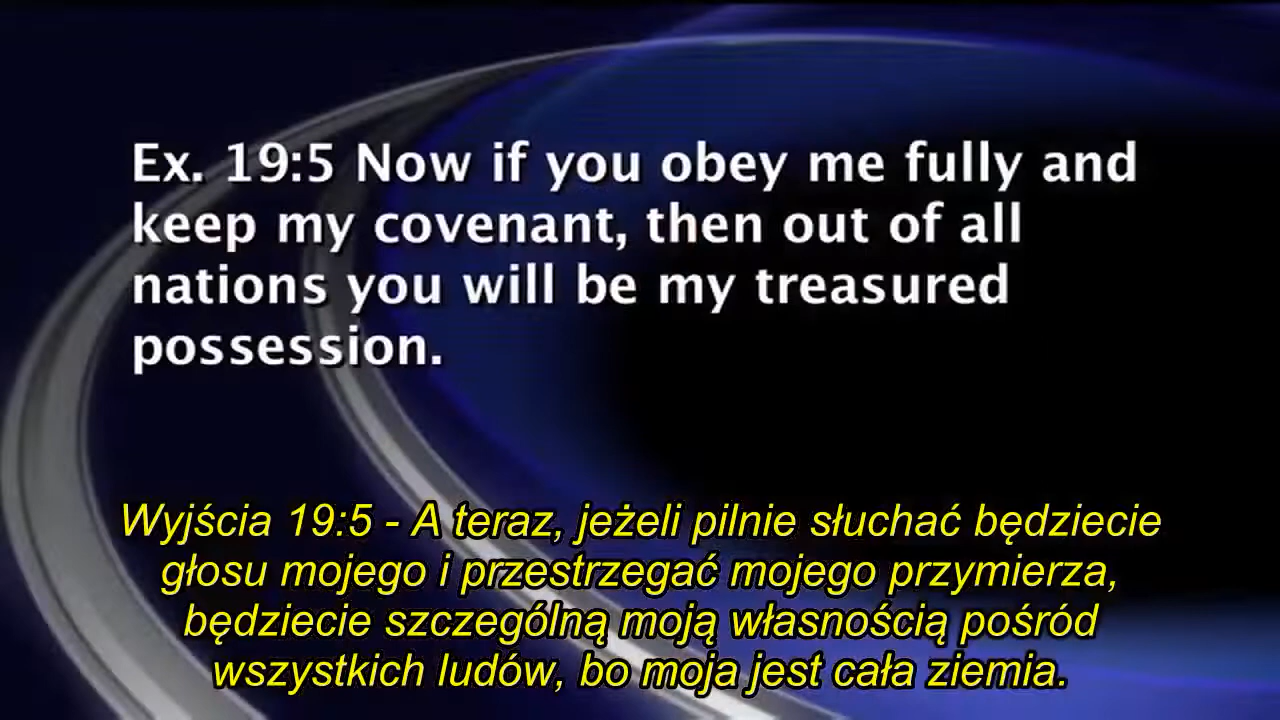 Ex. 19:5 Now if you obey me fully and
keep my covenant, then out of all
nations you will be my treasured
possession.
Wyjścia 19:5 - A teraz, jeżeli pilnie słuchać będziecie
głosu mojego i przestrzegać mojego przymierza,
będziecie szczególną moją własnością pośród
wszystkich ludów, bo moja jest cała ziemia.